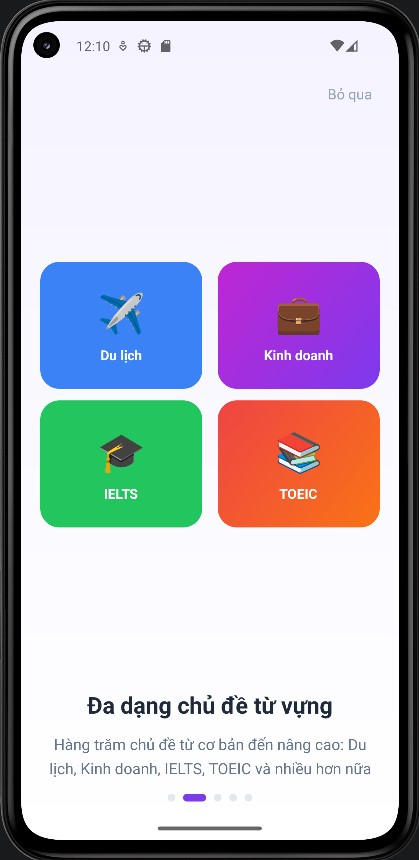 12:10
Bỏ qua
Du lịch
Kinh doanh
IELTS
TOEIC
Đa dạng chủ đề từ vựng
Hàng trăm chủ đề từ cơ bản đến nâng cao: Du
lịch, Kinh doanh, IELTS, TOEIC và nhiều hơn nữa